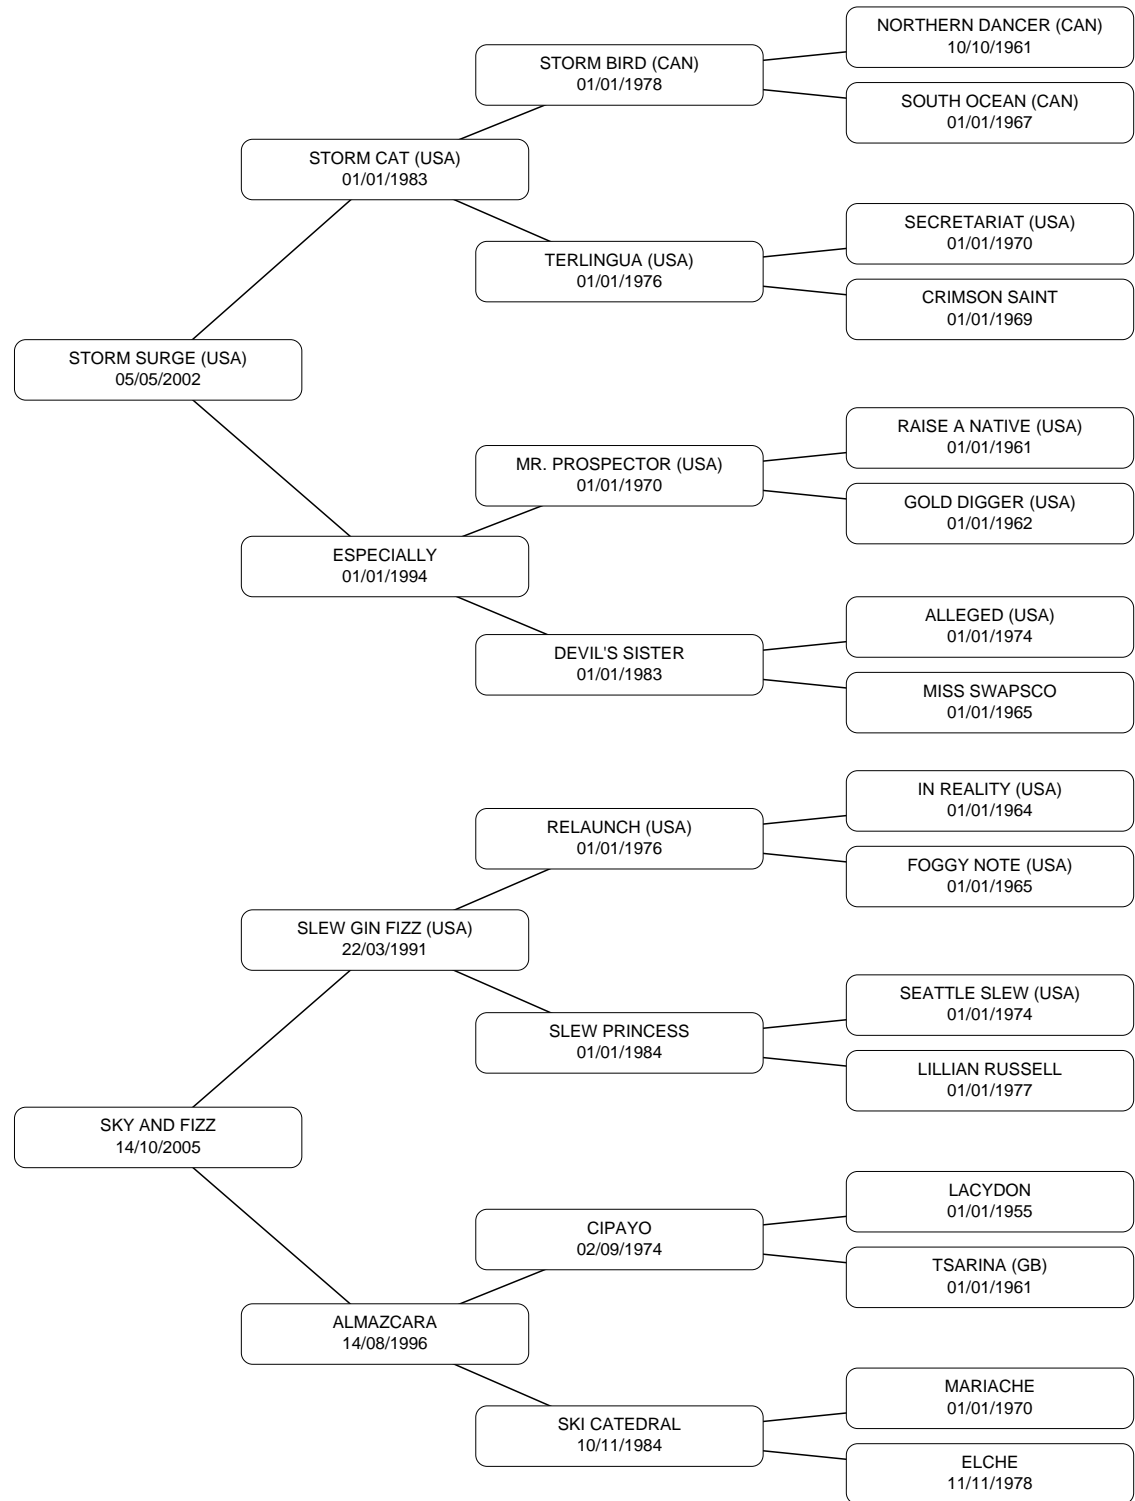 NORTHERN DANCER (CAN)
10/10/1961
STORM BIRD (CAN)
01/01/1978
SOUTH OCEAN (CAN)
01/01/1967
STORM CAT (USA)
01/01/1983
SECRETARIAT (USA)
01/01/1970
TERLINGUA (USA)
01/01/1976
CRIMSON SAINT
01/01/1969
STORM SURGE (USA)
05/05/2002
RAISE A NATIVE (USA)
01/01/1961
MR. PROSPECTOR (USA)
01/01/1970
GOLD DIGGER (USA)
01/01/1962
ESPECIALLY
01/01/1994
ALLEGED (USA)
01/01/1974
DEVIL'S SISTER
01/01/1983
MISS SWAPSCO
01/01/1965
IN REALITY (USA)
01/01/1964
RELAUNCH (USA)
01/01/1976
FOGGY NOTE (USA)
01/01/1965
SLEW GIN FIZZ (USA)
22/03/1991
SEATTLE SLEW (USA)
01/01/1974
SLEW PRINCESS
01/01/1984
LILLIAN RUSSELL
01/01/1977
SKY AND FIZZ
14/10/2005
LACYDON
01/01/1955
CIPAYO
02/09/1974
TSARINA (GB)
01/01/1961
ALMAZCARA
14/08/1996
MARIACHE
01/01/1970
SKI CATEDRAL
10/11/1984
ELCHE
11/11/1978